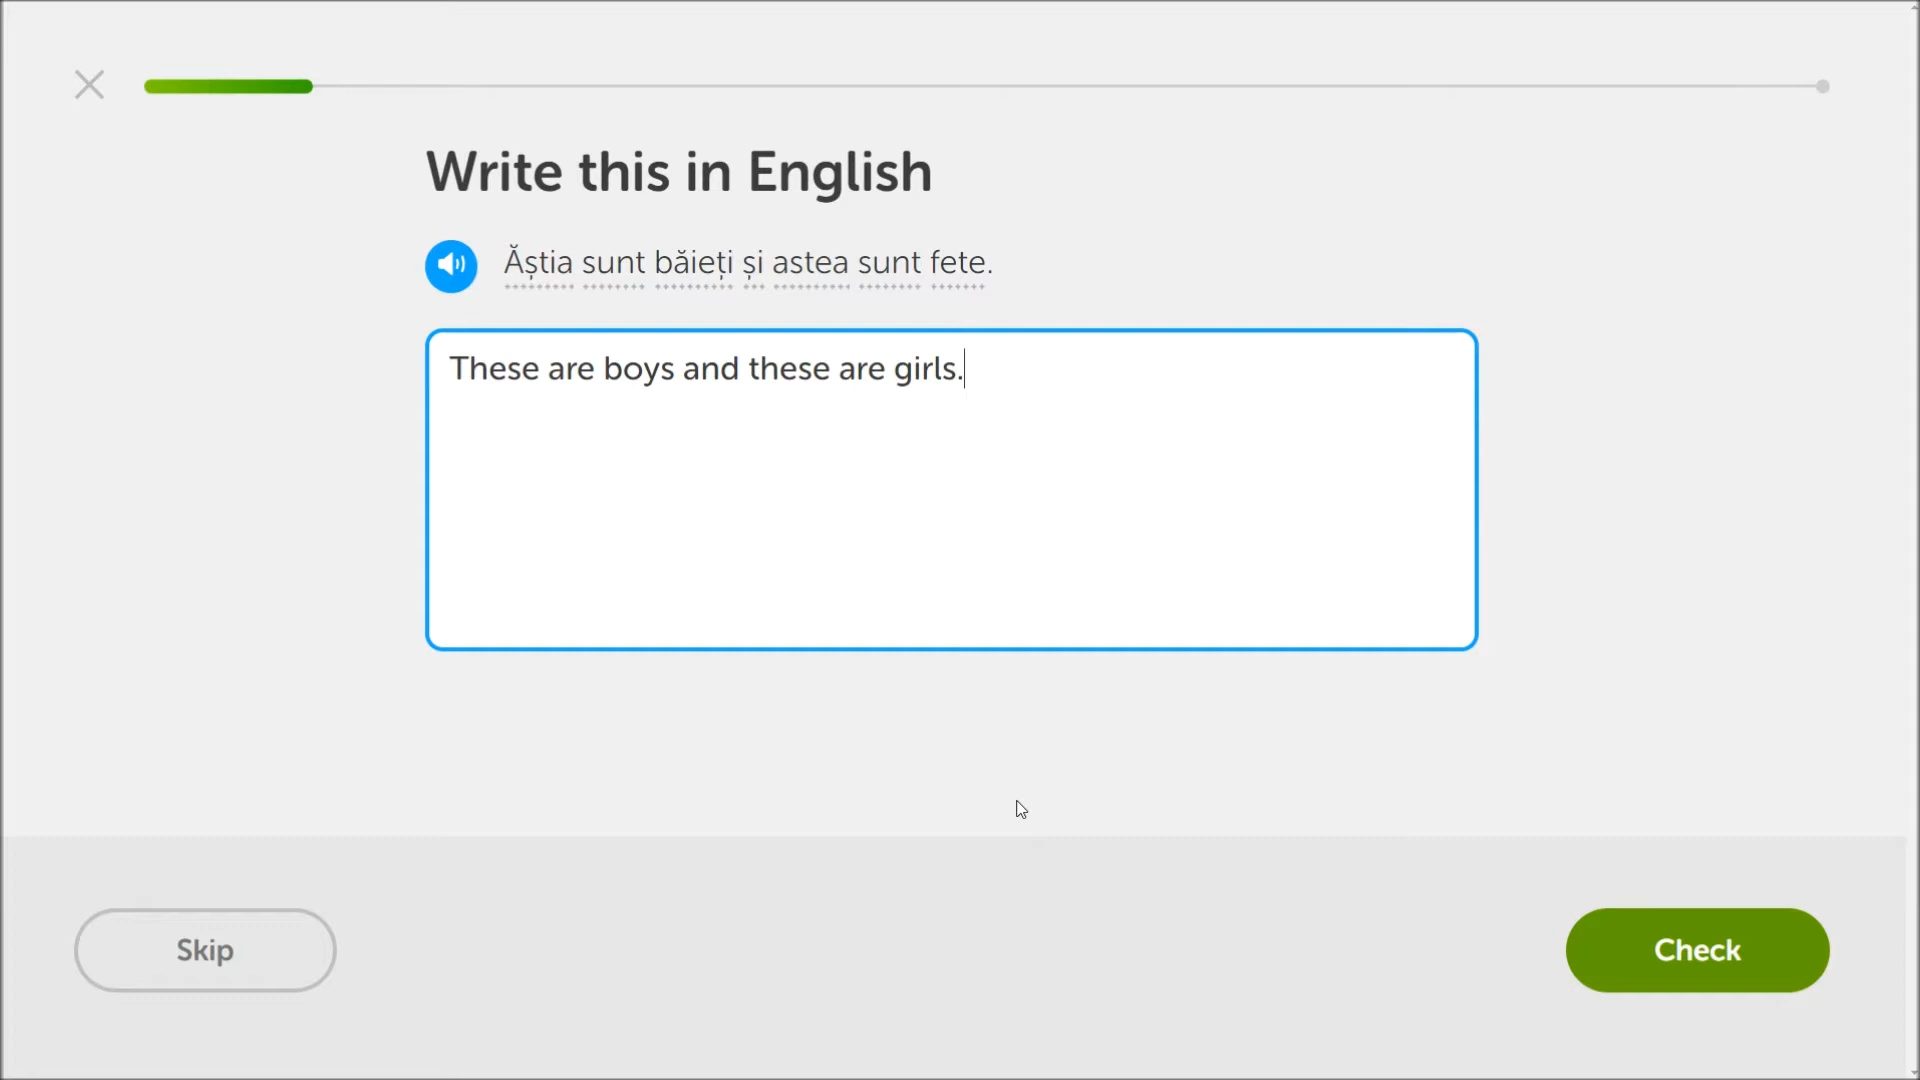 Write this in English
Ăștia sunt băieți și astea sunt fete.
These are boys and these are girls.
Skip
Check